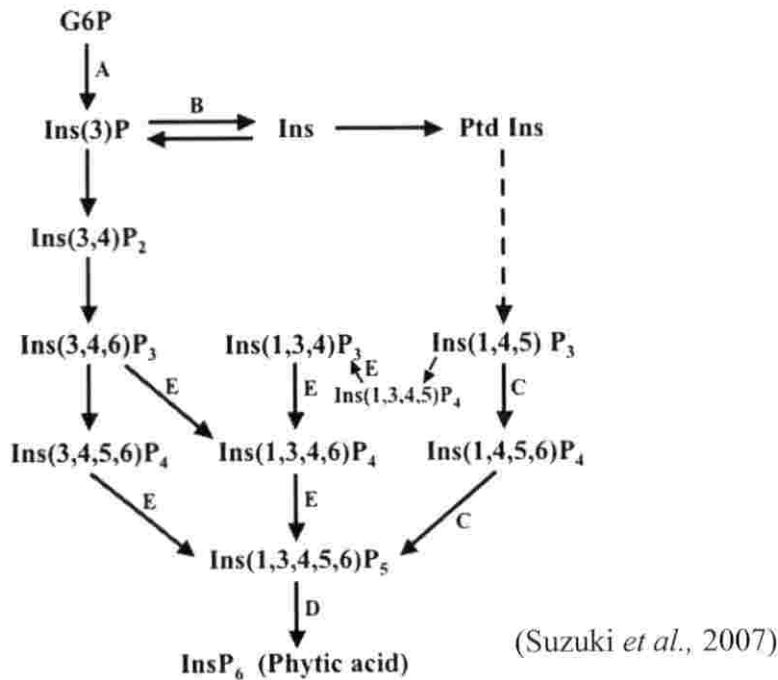 G6P
A
Ins(3)P
B
Ins
Ptd Ins
Ins(3,4)P₂
Ins(3,4,6)P₃
Ins(1,3,4)P₃
Ins(1,4,5) P₃
E
E
E
Ins(1,3,4,5)P₄
C
Ins(3,4,5,6)P₄
Ins(1,3,4,6)P₄
Ins(1,4,5,6)P₄
E
E
C
Ins(1,3,4,5,6)P₅
D
InsP₆ (Phytic acid)
(Suzuki et al., 2007)